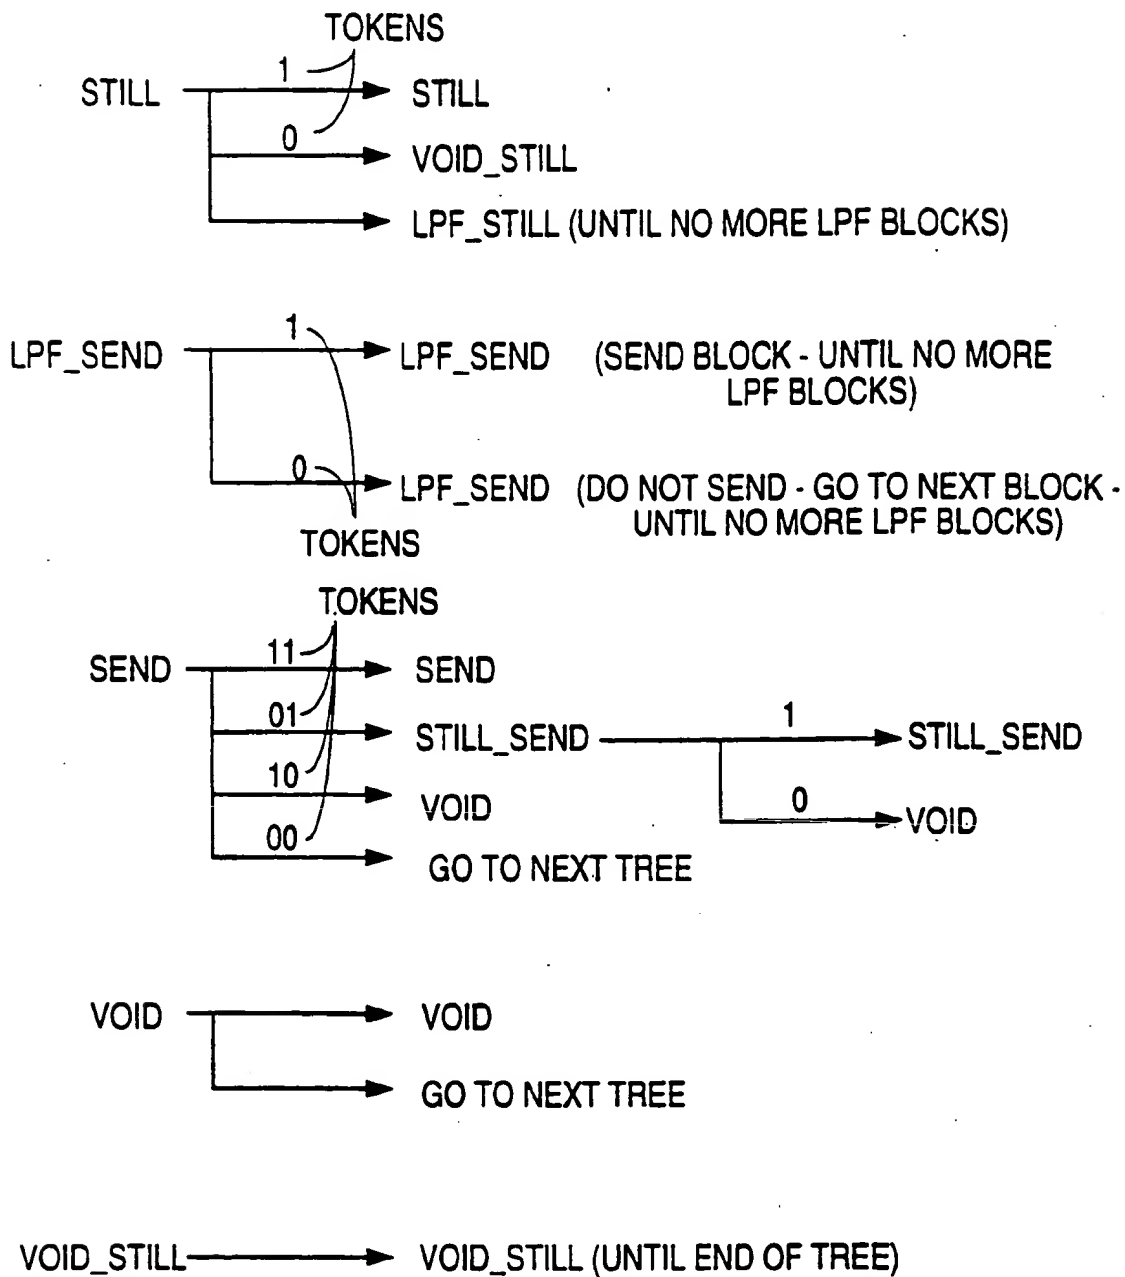 TOKENS
STILL 1 STILL
0 VOID_STILL
LPF_STILL (UNTIL NO MORE LPF BLOCKS)
LPF_SEND 1 LPF_SEND (SEND BLOCK - UNTIL NO MORE
LPF BLOCKS)
0 LPF_SEND (DO NOT SEND - GO TO NEXT BLOCK -
UNTIL NO MORE LPF BLOCKS)
TOKENS
TOKENS
SEND 11 SEND
01 STILL_SEND 1 STILL_SEND
10 VOID 0 VOID
00 GO TO NEXT TREE
VOID VOID
GO TO NEXT TREE
VOID_STILL VOID_STILL (UNTIL END OF TREE)